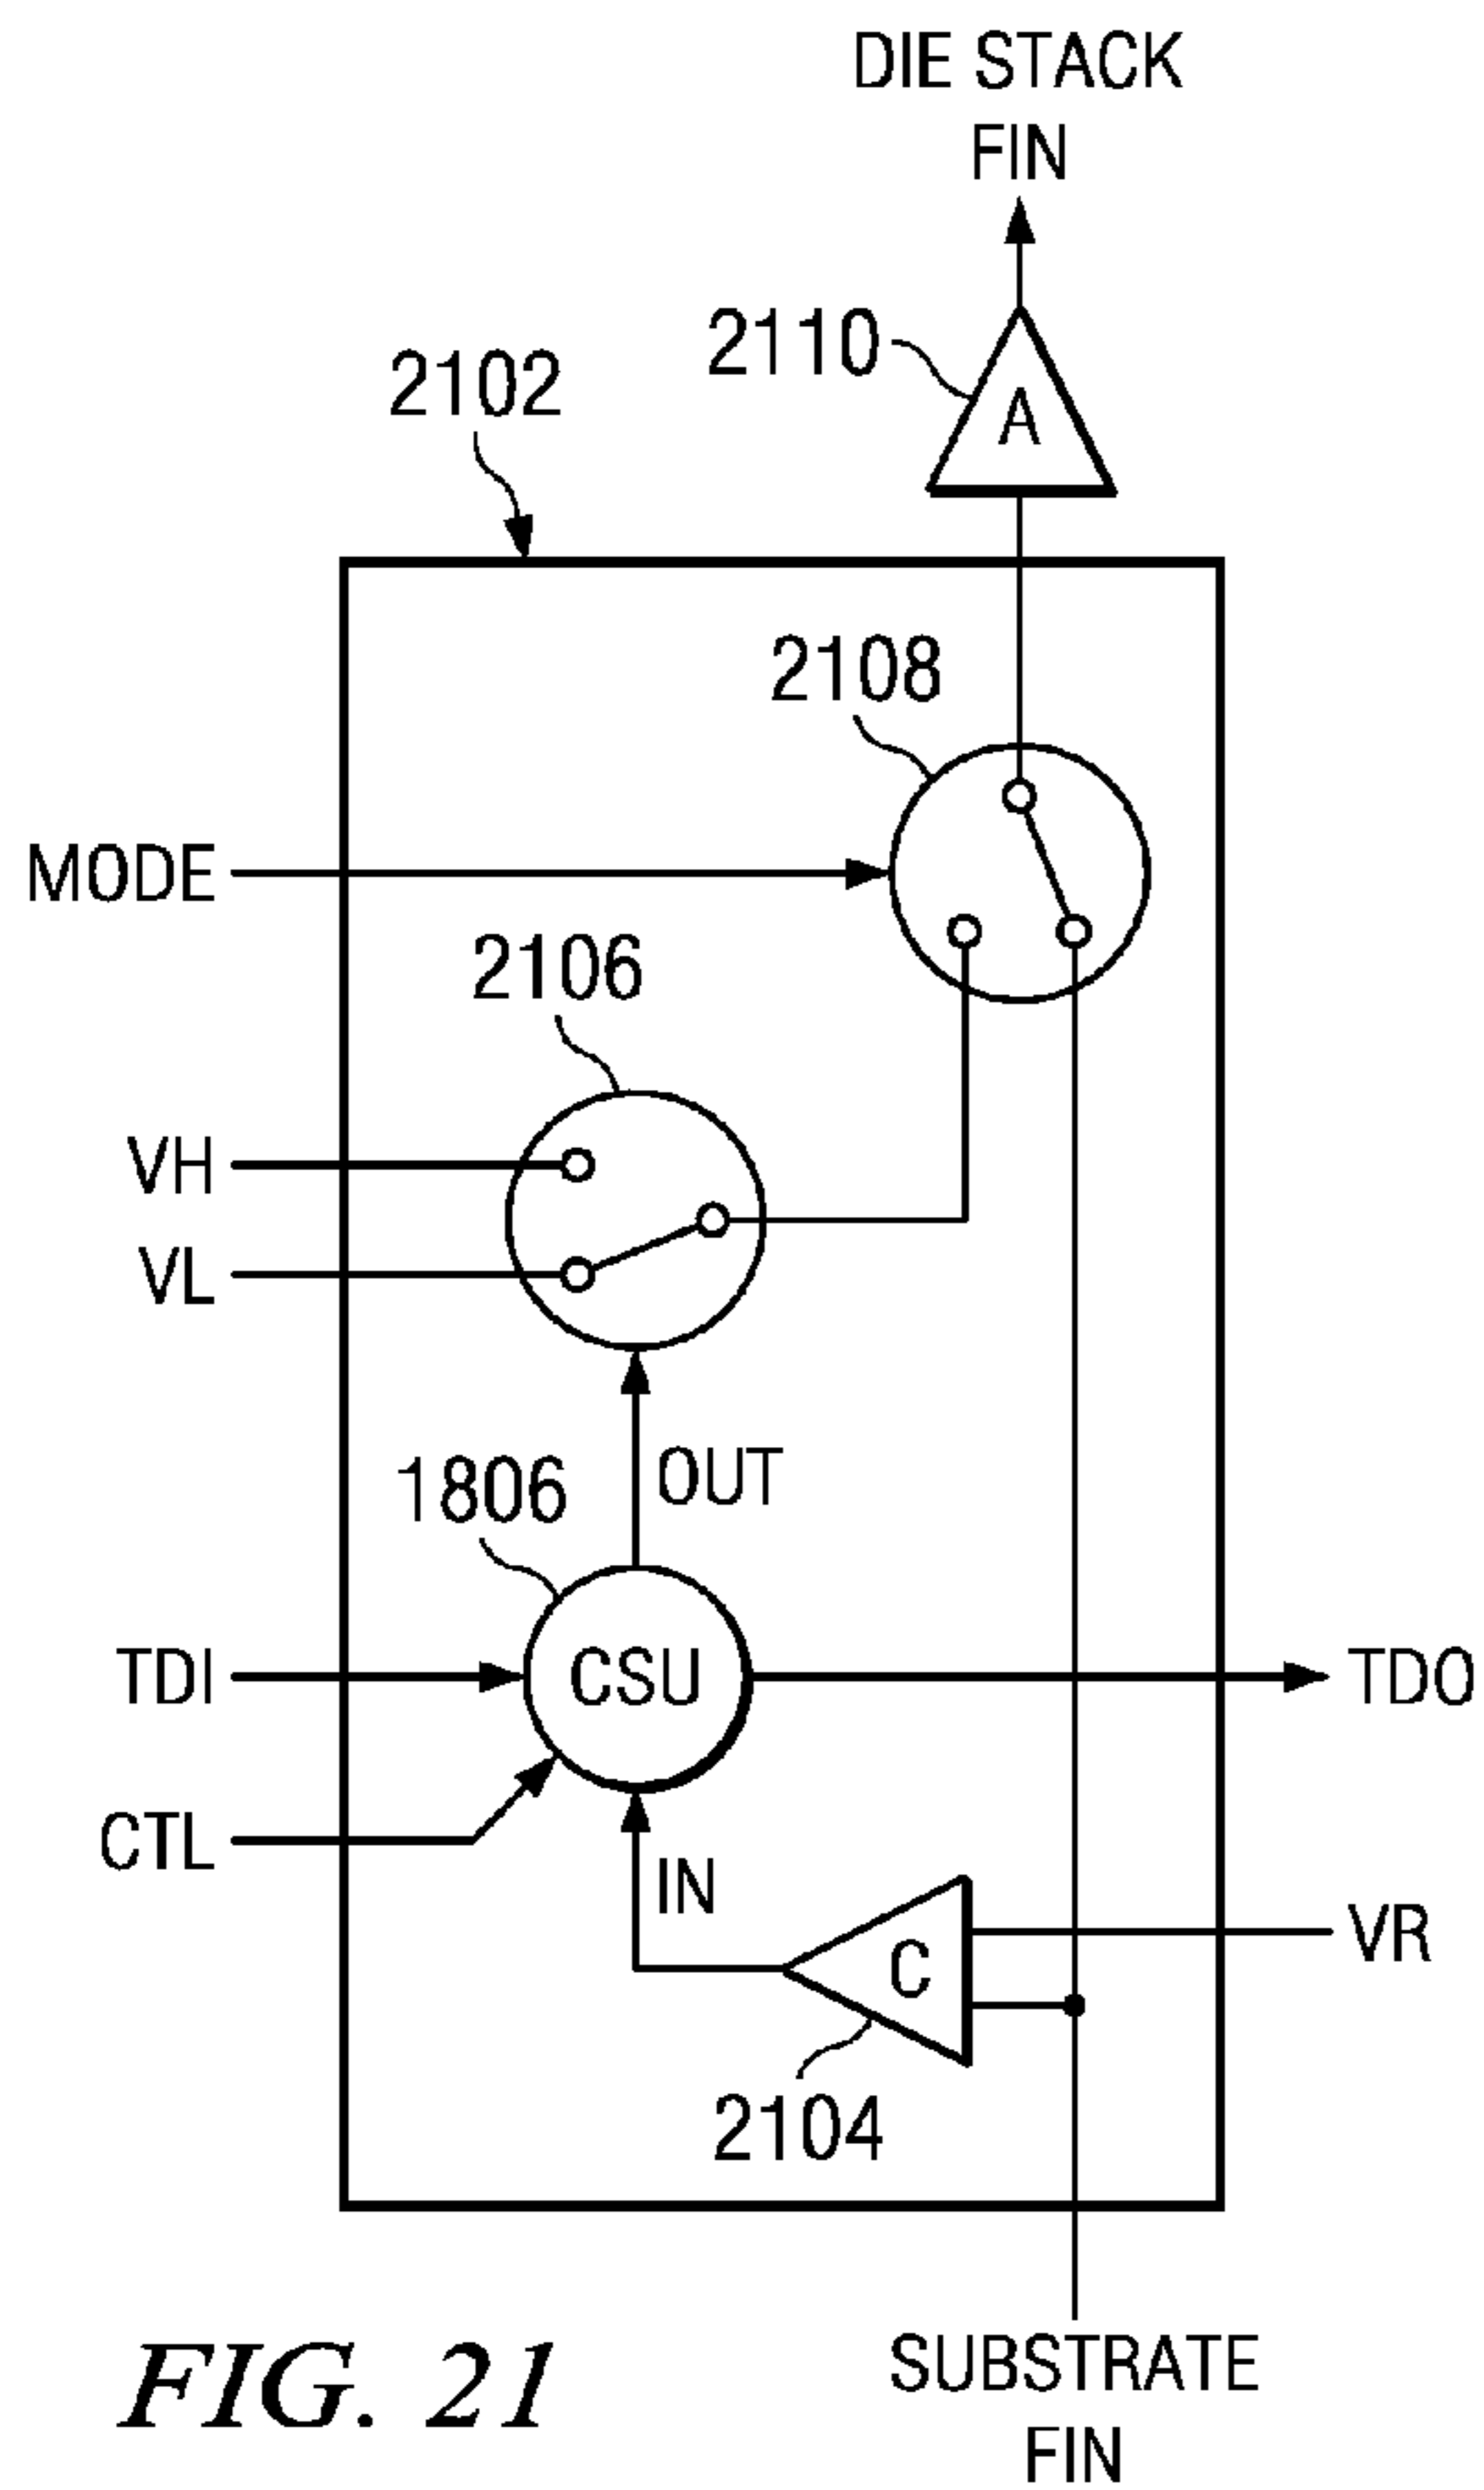 DIE STACK
FIN
2110
A
2102
2108
MODE
2106
VH
VL
1806
OUT
TDI
CSU
TDO
CTL
IN
C
VR
2104
SUBSTRATE
FIN
FIG. 21